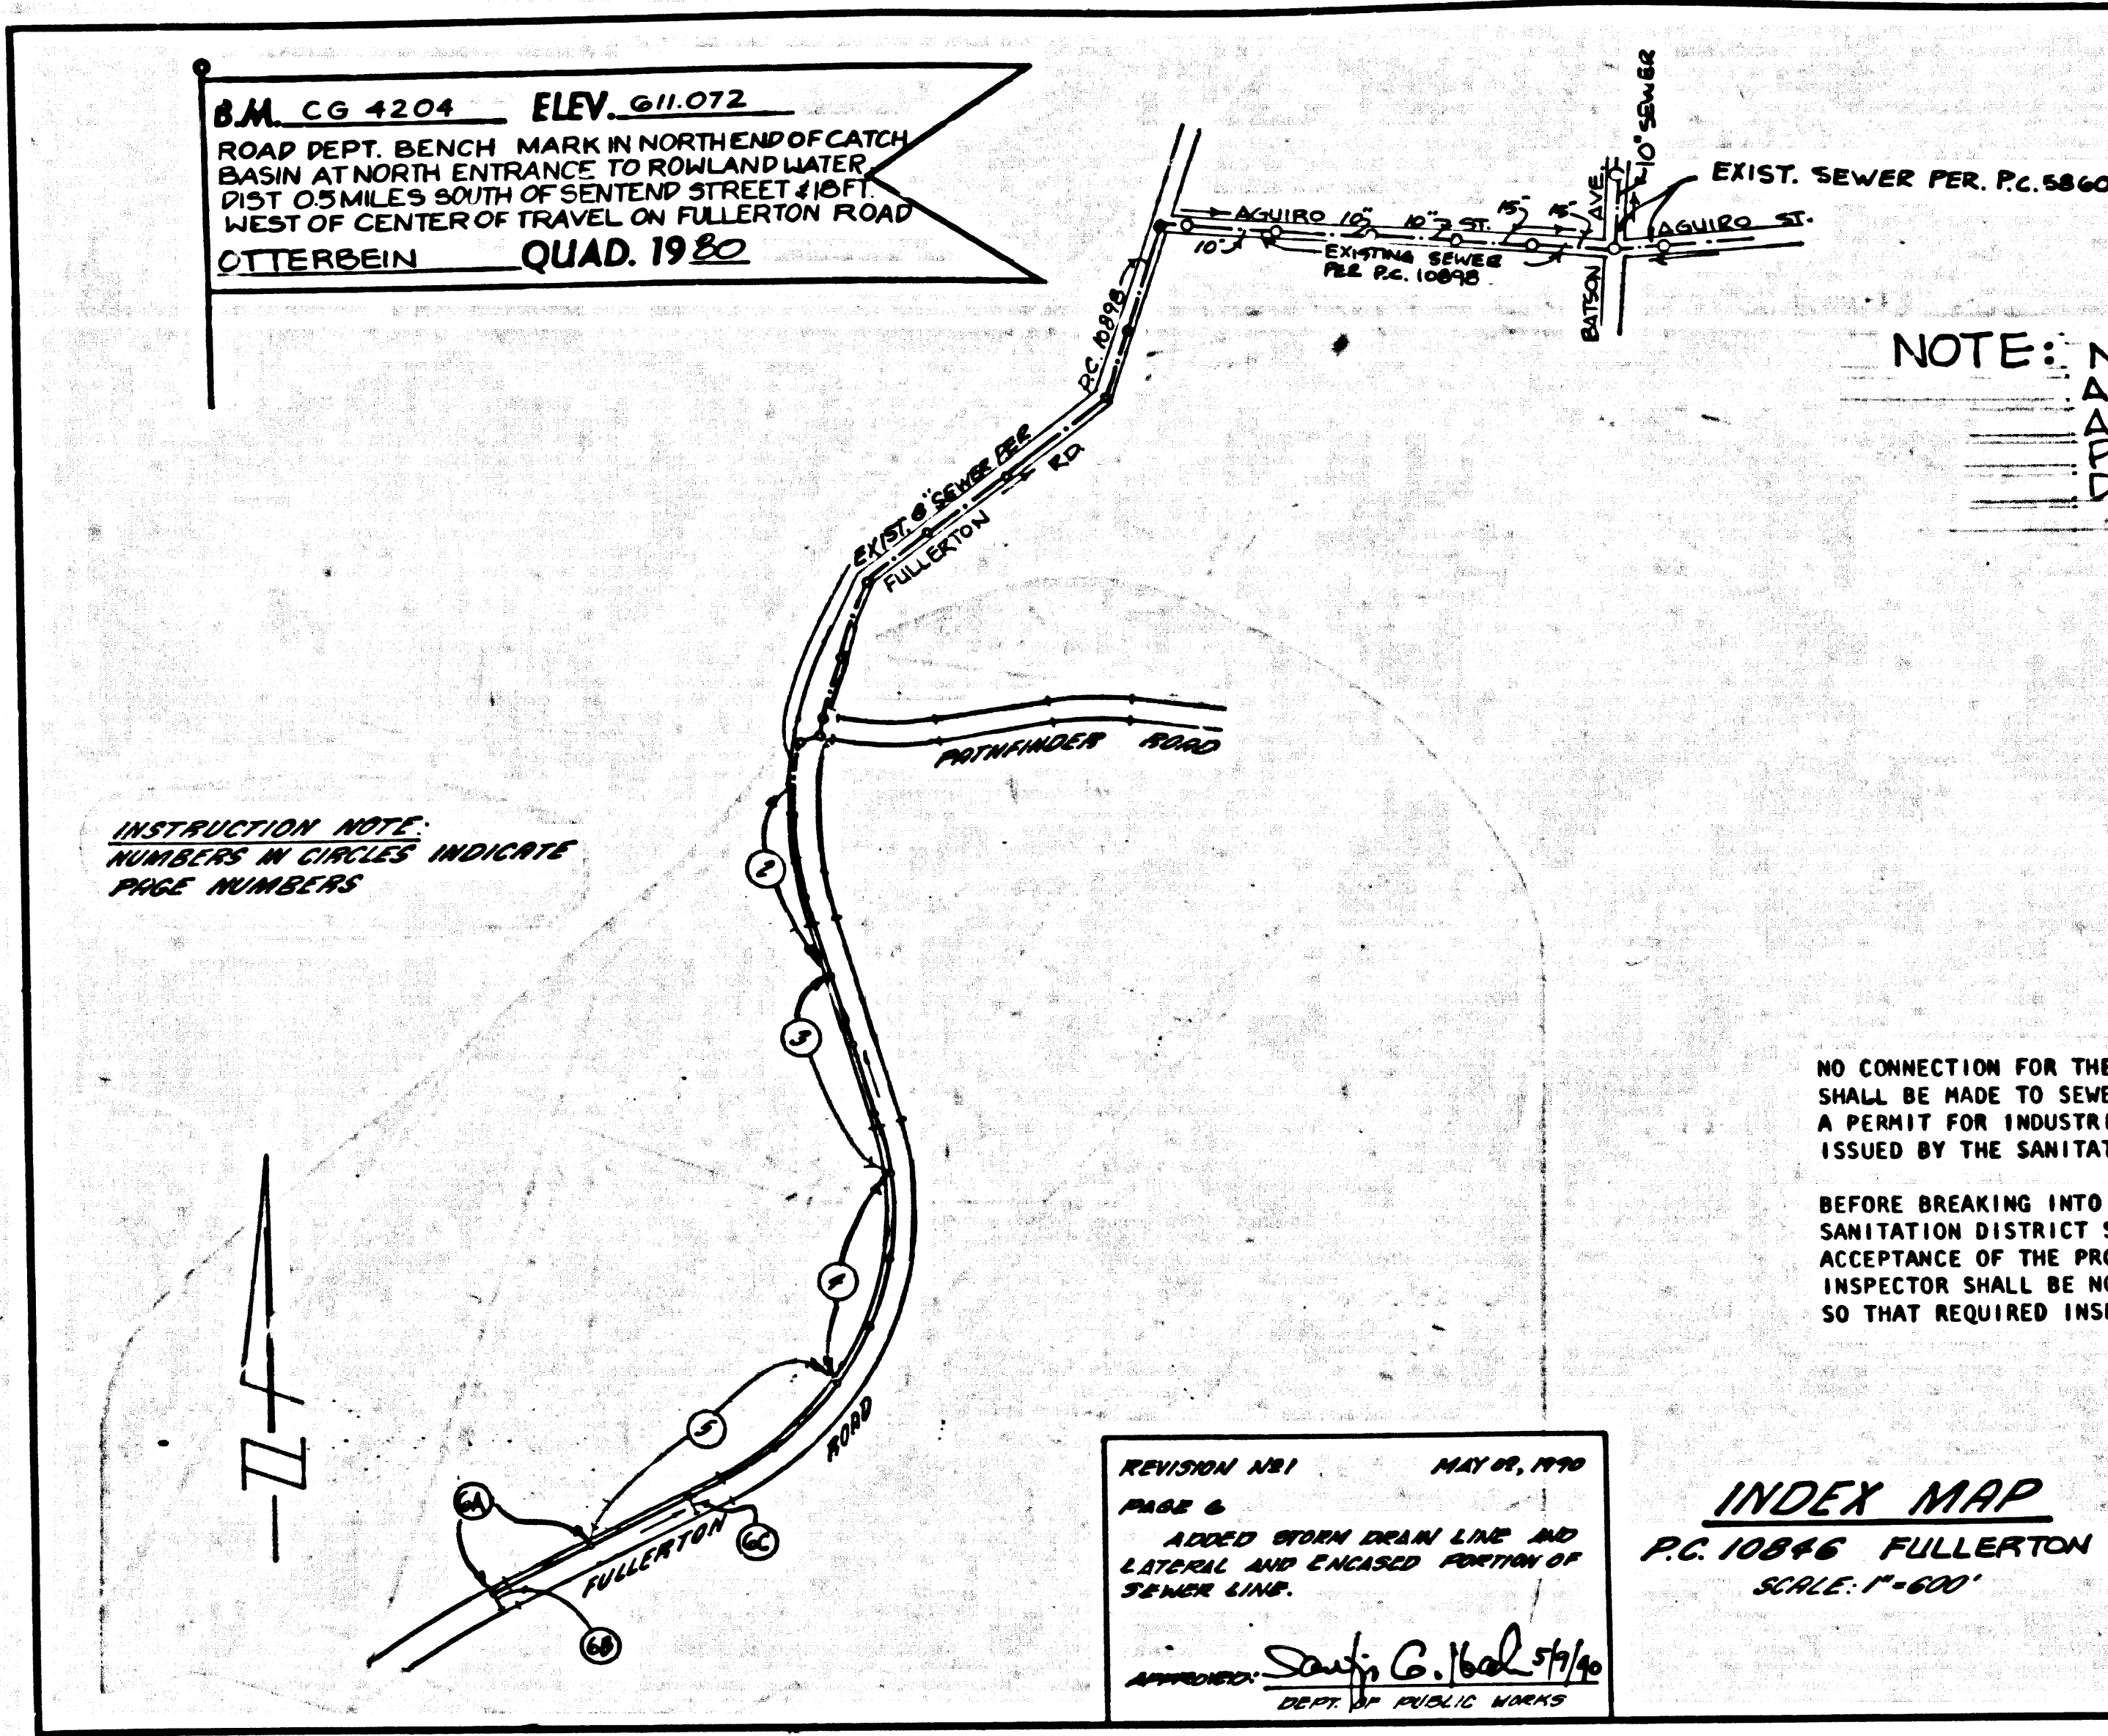 B.M. CG 4204 ELEV. 611.072
ROAD DEPT. BENCH MARK IN NORTH END OF CATCH
BASIN AT NORTH ENTRANCE TO ROWLAND WATER
DIST 0.5 MILES SOUTH OF SENTEND STREET & 18 FT.
WEST OF CENTER OF TRAVEL ON FULLERTON ROAD
OTTERBEIN QUAD. 1980
10" SEWER
EXIST. SEWER PER. P.C. 5860
AGUIRO 10" 10" ST. 15" 15"
10"
EXISTING SEWER
PER P.C. 10898
BATSON AVE.
AGUIRO ST.
P.C. 10898
EXIST. 8" SEWER PER
FULLERTON RD.
NOTE: N
A
A
P
D
PATHFINDER ROAD
INSTRUCTION NOTE:
NUMBERS IN CIRCLES INDICATE
PAGE NUMBERS
2
3
4
5
6A
6B
6C
FULLERTON ROAD
N
NO CONNECTION FOR THE
SHALL BE MADE TO SEWE
A PERMIT FOR INDUSTRI
ISSUED BY THE SANITAT
BEFORE BREAKING INTO
SANITATION DISTRICT S
ACCEPTANCE OF THE PRO
INSPECTOR SHALL BE NO
SO THAT REQUIRED INSP
REVISION Nº1 MAY 02, 1990
PAGE 6
ADDED STORM DRAIN LINE AND
LATERAL AND ENCASED PORTION OF
SEWER LINE.
APPROVED: G. 5/9/90
DEPT. OF PUBLIC WORKS
INDEX MAP
P.C. 10846 FULLERTON
SCALE: 1"=600'